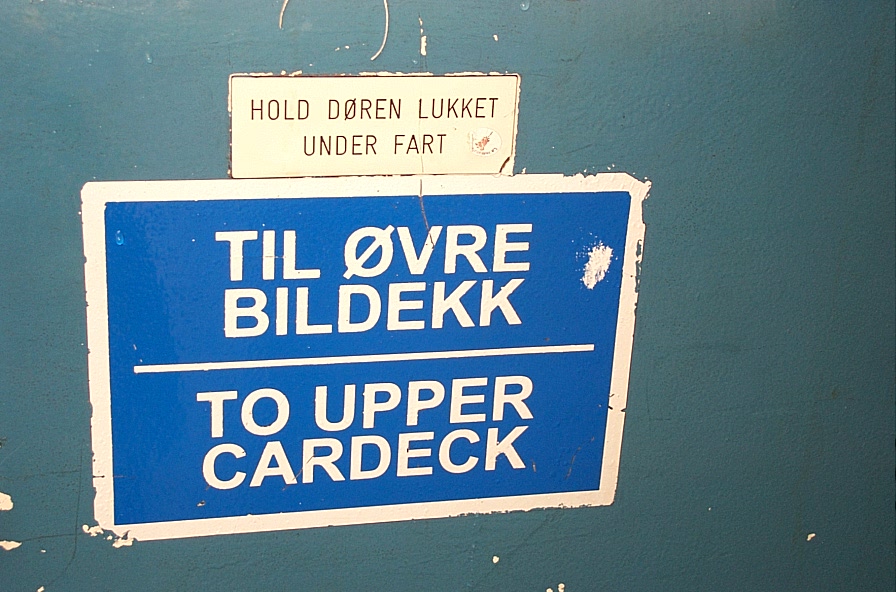 HOLD DØREN LUKKET
UNDER FART
TIL ØVRE
BILDEKK
TO UPPER
CARDECK